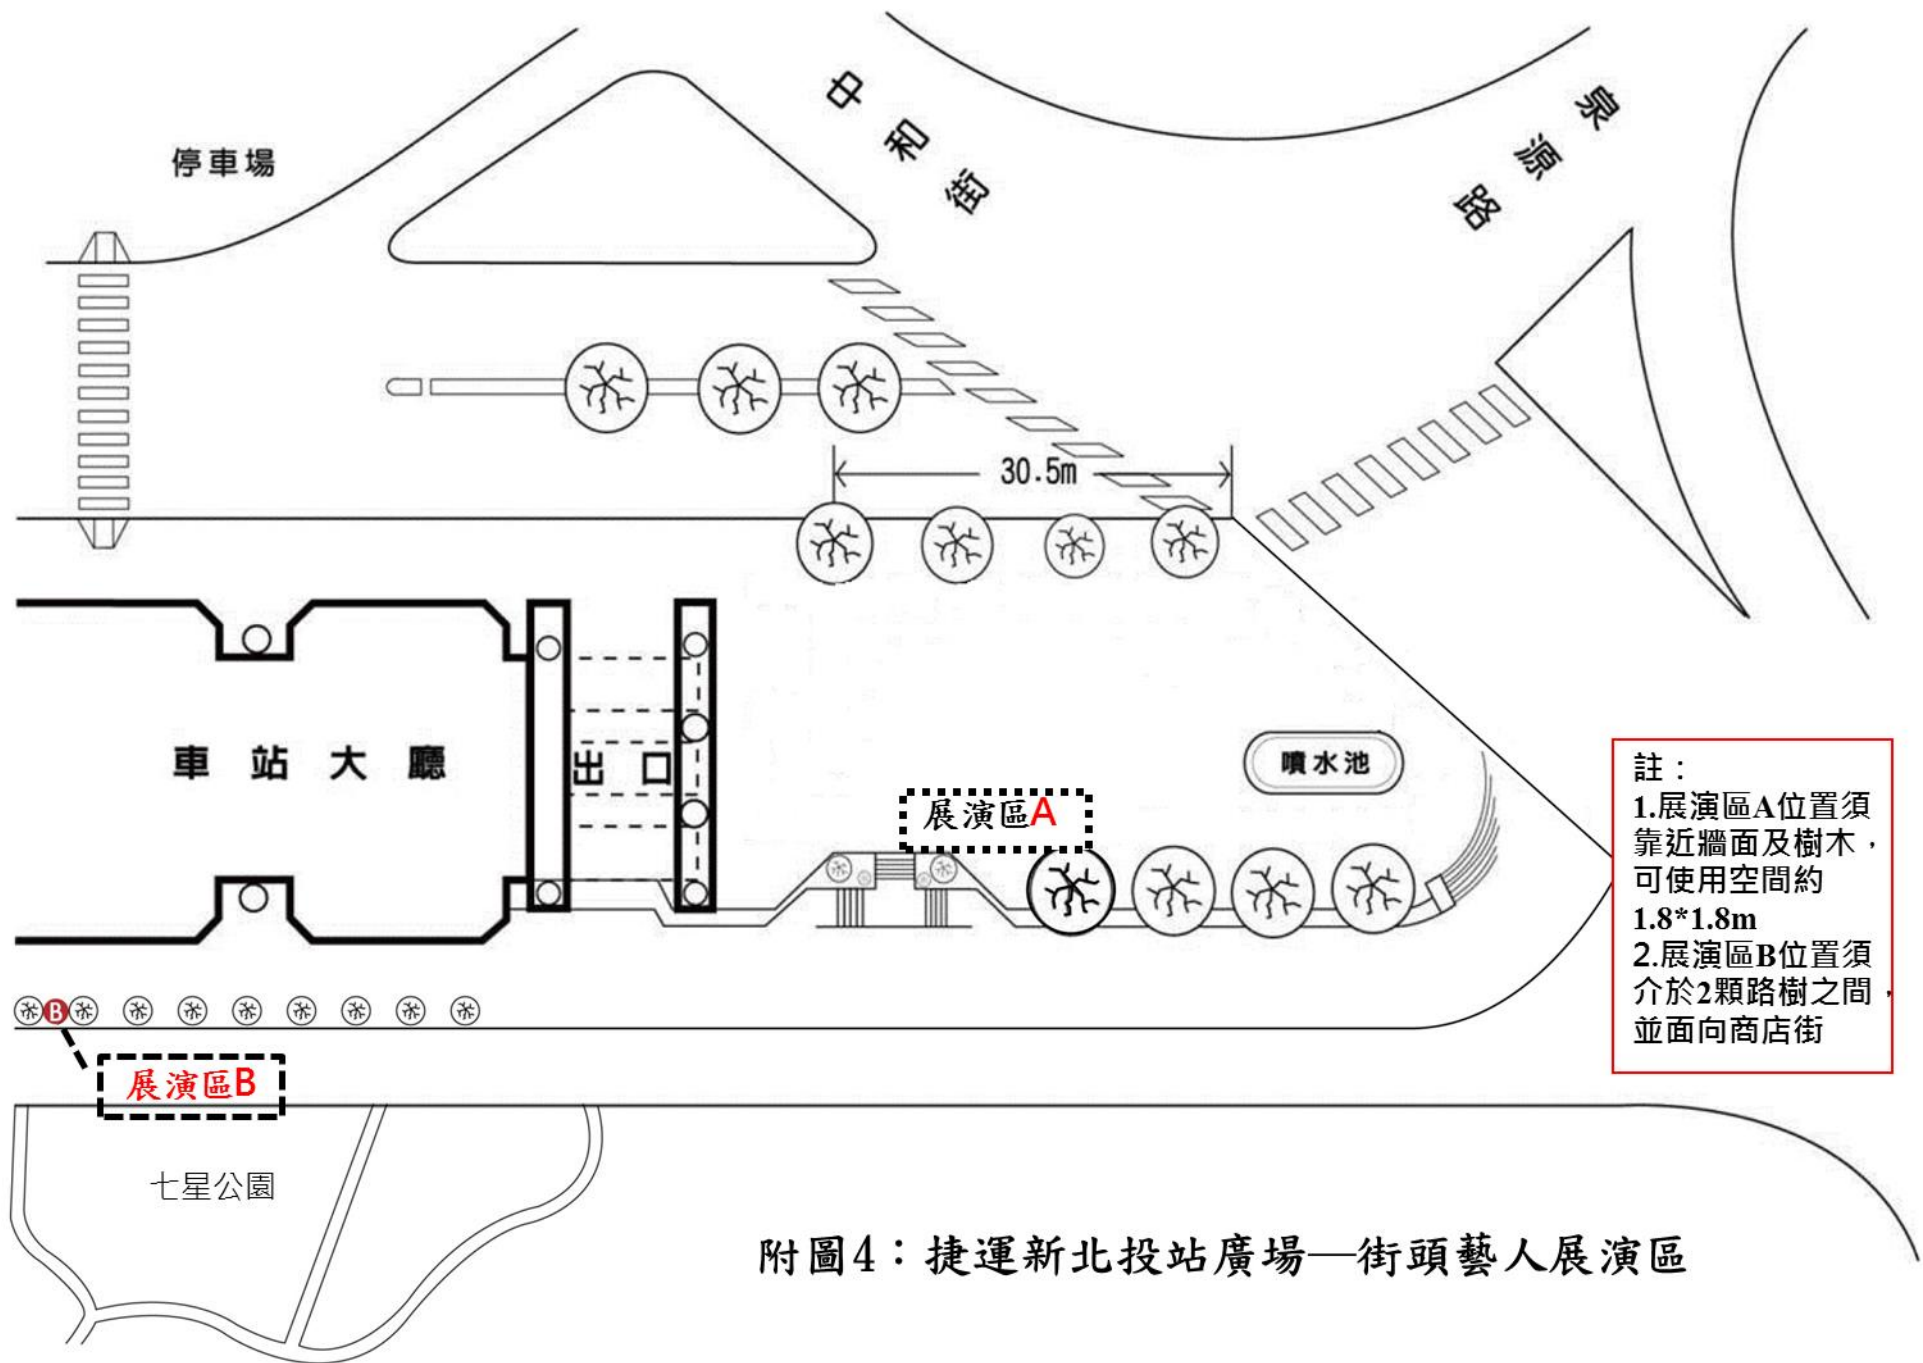 中和街
泉源路
停車場
30.5m
車站大廳
出口
噴水池
展演區A
註：
1.展演區A位置須
靠近牆面及樹木，
可使用空間約
1.8*1.8m
2.展演區B位置須
介於2顆路樹之間，
並面向商店街
B
展演區B
七星公園
附圖4：捷運新北投站廣場—街頭藝人展演區